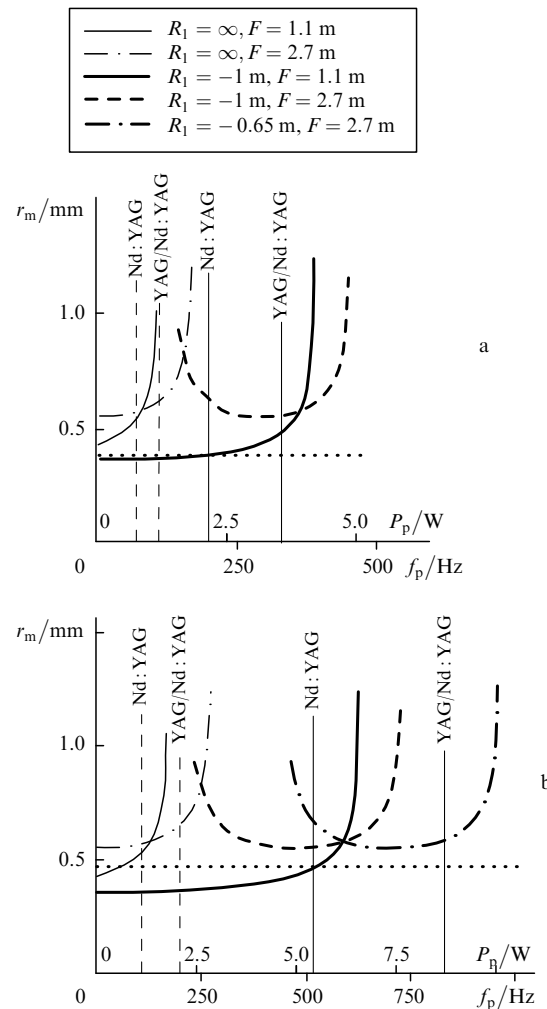 R₁ = ∞, F = 1.1 m
R₁ = ∞, F = 2.7 m
R₁ = −1 m, F = 1.1 m
R₁ = −1 m, F = 2.7 m
R₁ = − 0.65 m, F = 2.7 m
rₘ/mm
Nd : YAG
YAG/Nd : YAG
Nd : YAG
YAG/Nd : YAG
1.0
a
0.5
0 2.5 5.0 Pₚ/W
0 250 500 fₚ/Hz
rₘ/mm
Nd : YAG
YAG/Nd : YAG
Nd : YAG
YAG/Nd : YAG
1.0
b
0.5
0 2.5 5.0 7.5 Pₚ/W
0 250 500 750 fₚ/Hz